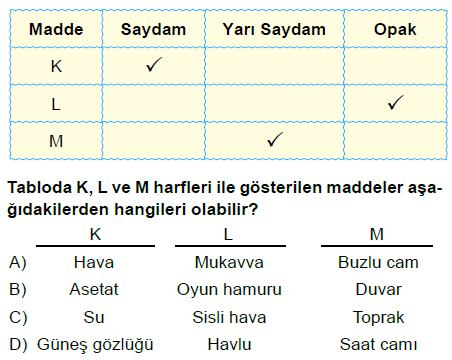 Madde Saydam Yarı Saydam Opak
K ✓
L ✓
M ✓
Tabloda K, L ve M harfleri ile gösterilen maddeler aşa-
ğıdakilerden hangileri olabilir?
K L M
A) Hava Mukavva Buzlu cam
B) Asetat Oyun hamuru Duvar
C) Su Sisli hava Toprak
D) Güneş gözlüğü Havlu Saat camı